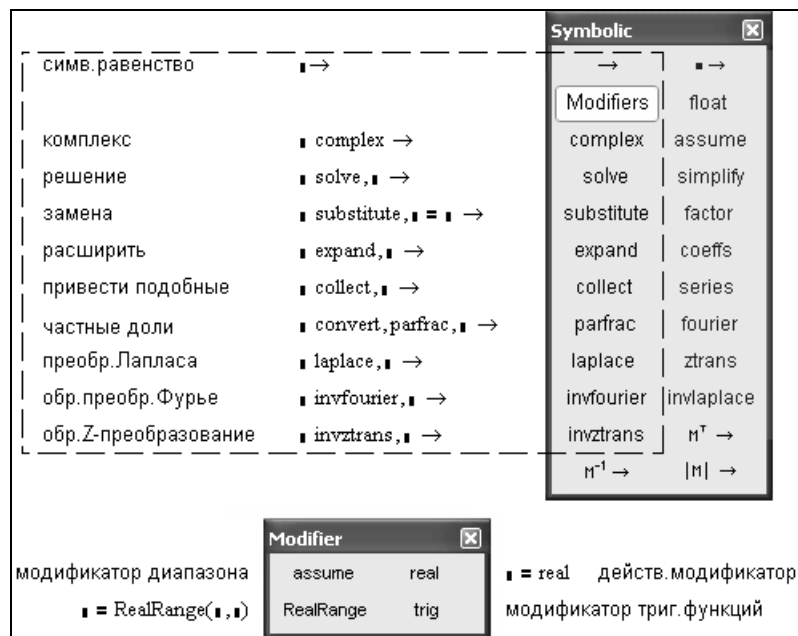 Symbolic
симв.равенство ▮→ → ▪→
Modifiers float
комплекс ▮ complex → complex assume
решение ▮ solve,▮ → solve simplify
замена ▮ substitute,▮ = ▮ → substitute factor
расширить ▮ expand,▮ → expand coeffs
привести подобные ▮ collect,▮ → collect series
частные доли ▮ convert,parfrac,▮ → parfrac fourier
преобр.Лапласа ▮ laplace,▮ → laplace ztrans
обр.преобр.Фурье ▮ invfourier,▮ → invfourier invlaplace
обр.Z-преобразование ▮ invztrans,▮ → invztrans Mᵀ →
M⁻¹ → |M| →
Modifier
модификатор диапазона assume real ▮ = real действ.модификатор
▮ = RealRange(▮,▮) RealRange trig модификатор триг.функций